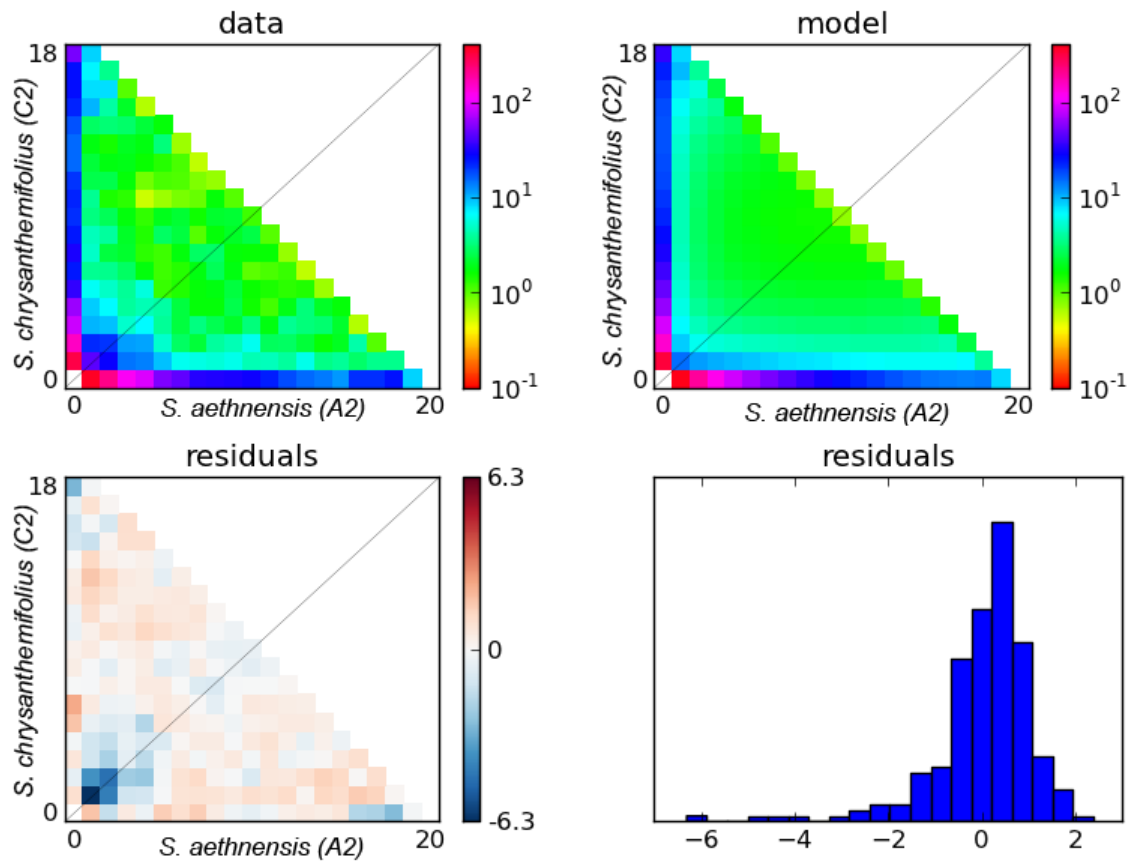 data
18
S. chrysanthemifolius (C2)
0
0
S. aethnensis (A2)
20
10^2
10^1
10^0
10^-1
model
18
S. chrysanthemifolius (C2)
0
0
S. aethnensis (A2)
20
10^2
10^1
10^0
10^-1
residuals
18
S. chrysanthemifolius (C2)
0
0
S. aethnensis (A2)
20
6.3
0
-6.3
residuals
−6
−4
−2
0
2